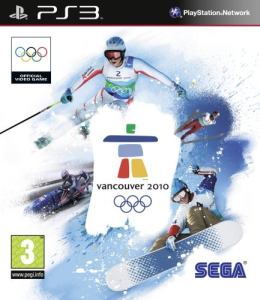 PS3
PlayStation®Network
OFFICIAL
VIDEO GAME
2
vancouver 2010
3
www.pegi.info
SEGA